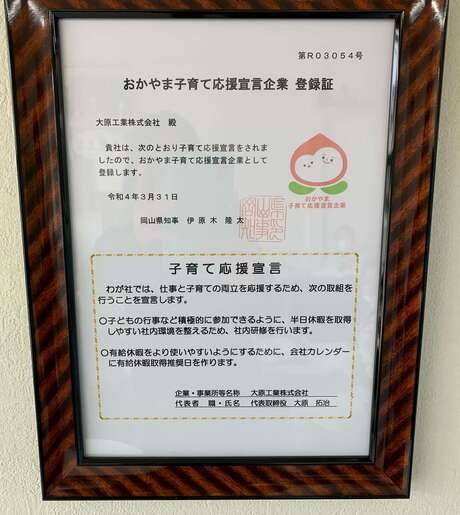 第R03054号
おかやま子育て応援宣言企業 登録証
大原工業株式会社 殿
貴社は、次のとおり子育て応援宣言をされま
したので、おかやま子育て応援宣言企業として
登録します。
令和4年3月31日
岡山県知事 伊原木 隆太
おかやま
子育て応援宣言企業
子育て応援宣言
わが社では、仕事と子育ての両立を応援するため、次の取組を
行うことを宣言します。
○子どもの行事など積極的に参加できるように、半日休暇を取得
しやすい社内環境を整えるため、社内研修を行います。
○有給休暇をより使いやすいようにするために、会社カレンダー
に有給休暇取得推奨日を作ります。
企業・事業所等名称 大原工業株式会社
代表者 職・氏名 代表取締役 大原 拓治